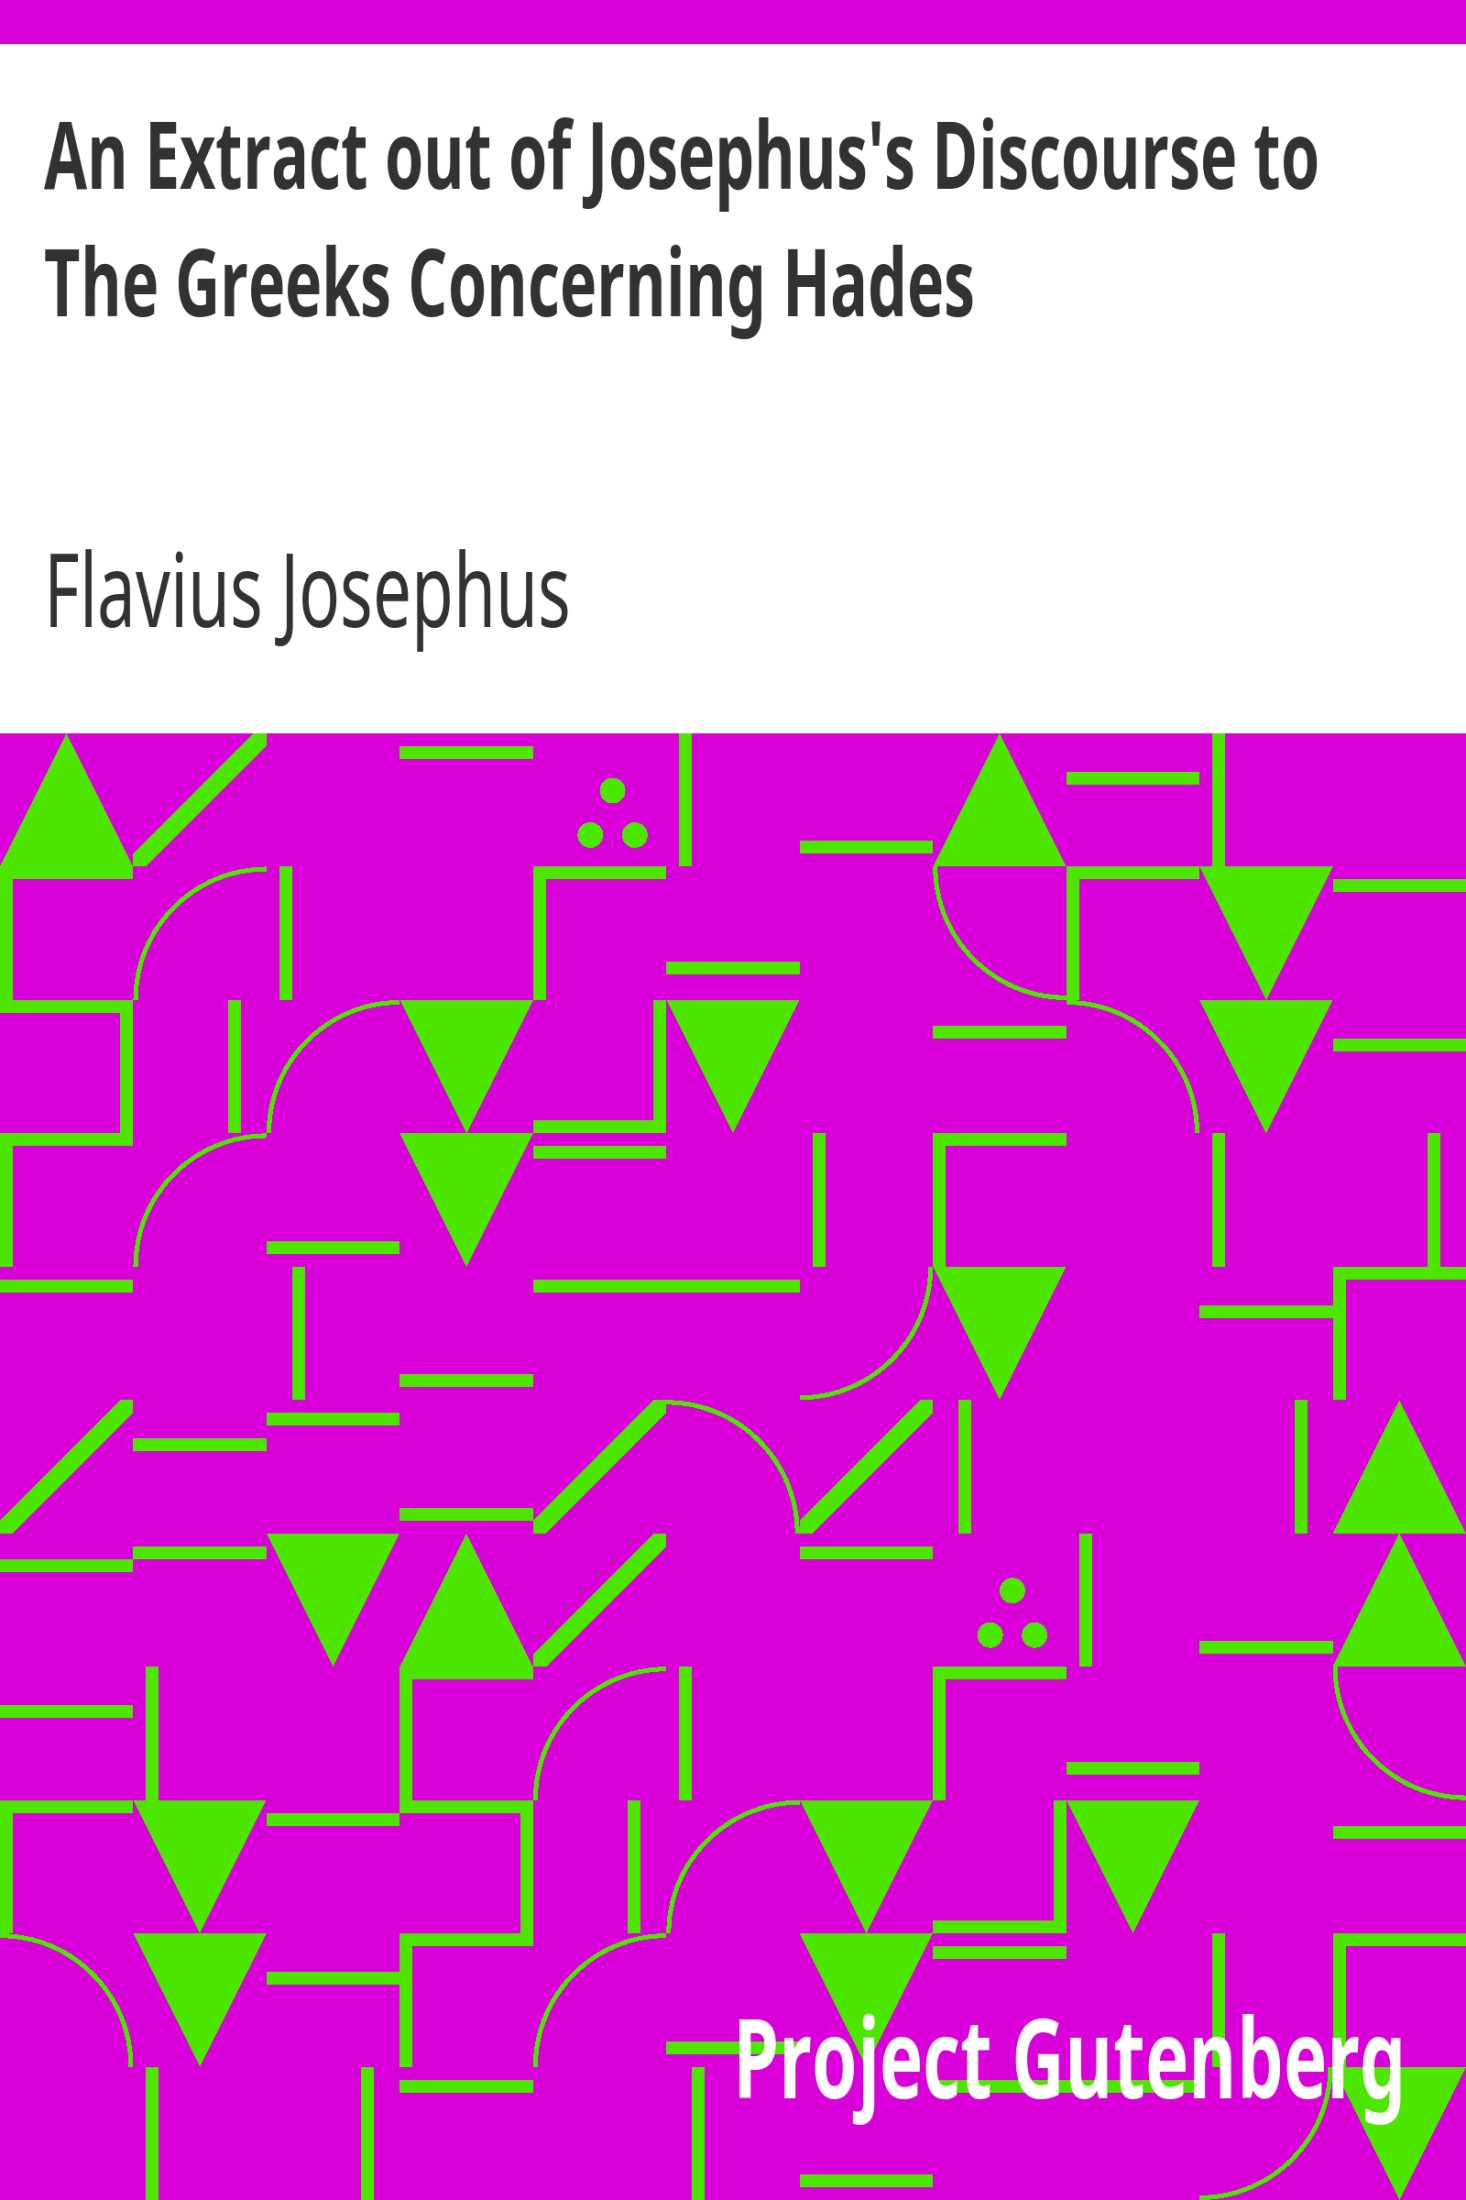 An Extract out of Josephus's Discourse to
The Greeks Concerning Hades
Flavius Josephus
Project Gutenberg